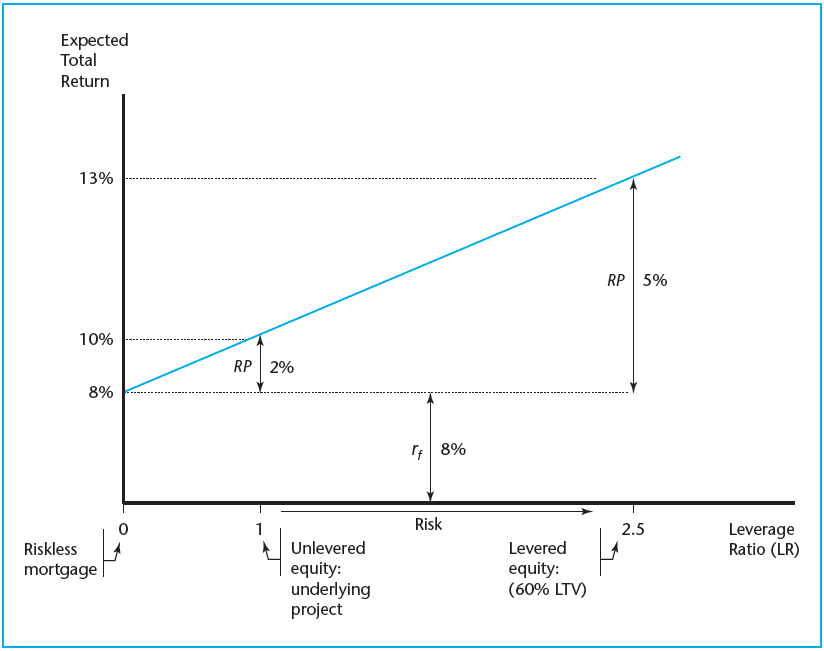 Expected
Total
Return
13%
RP 5%
10%
RP 2%
8%
rf 8%
0
1
Risk
2.5
Leverage
Ratio (LR)
Riskless
mortgage
Unlevered
equity:
underlying
project
Levered
equity:
(60% LTV)